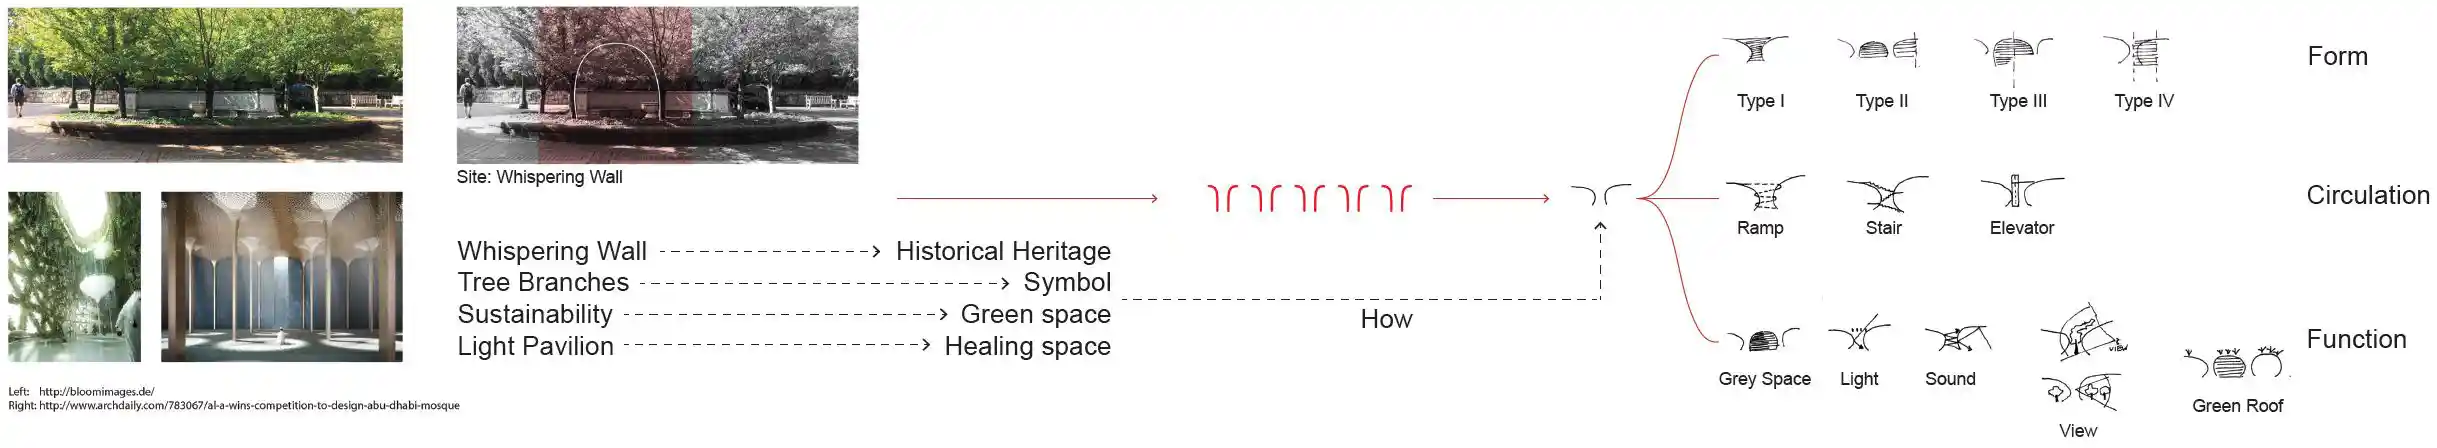 Site: Whispering Wall
Whispering Wall
Historical Heritage
Tree Branches
Symbol
Sustainability
Green space
Light Pavilion
Healing space
How
Type I
Type II
Type III
Type IV
Form
Ramp
Stair
Elevator
Circulation
Grey Space
Light
Sound
VIEW
View
Green Roof
Function
Left: http://bloomimages.de/
Right: http://www.archdaily.com/783067/al-a-wins-competition-to-design-abu-dhabi-mosque